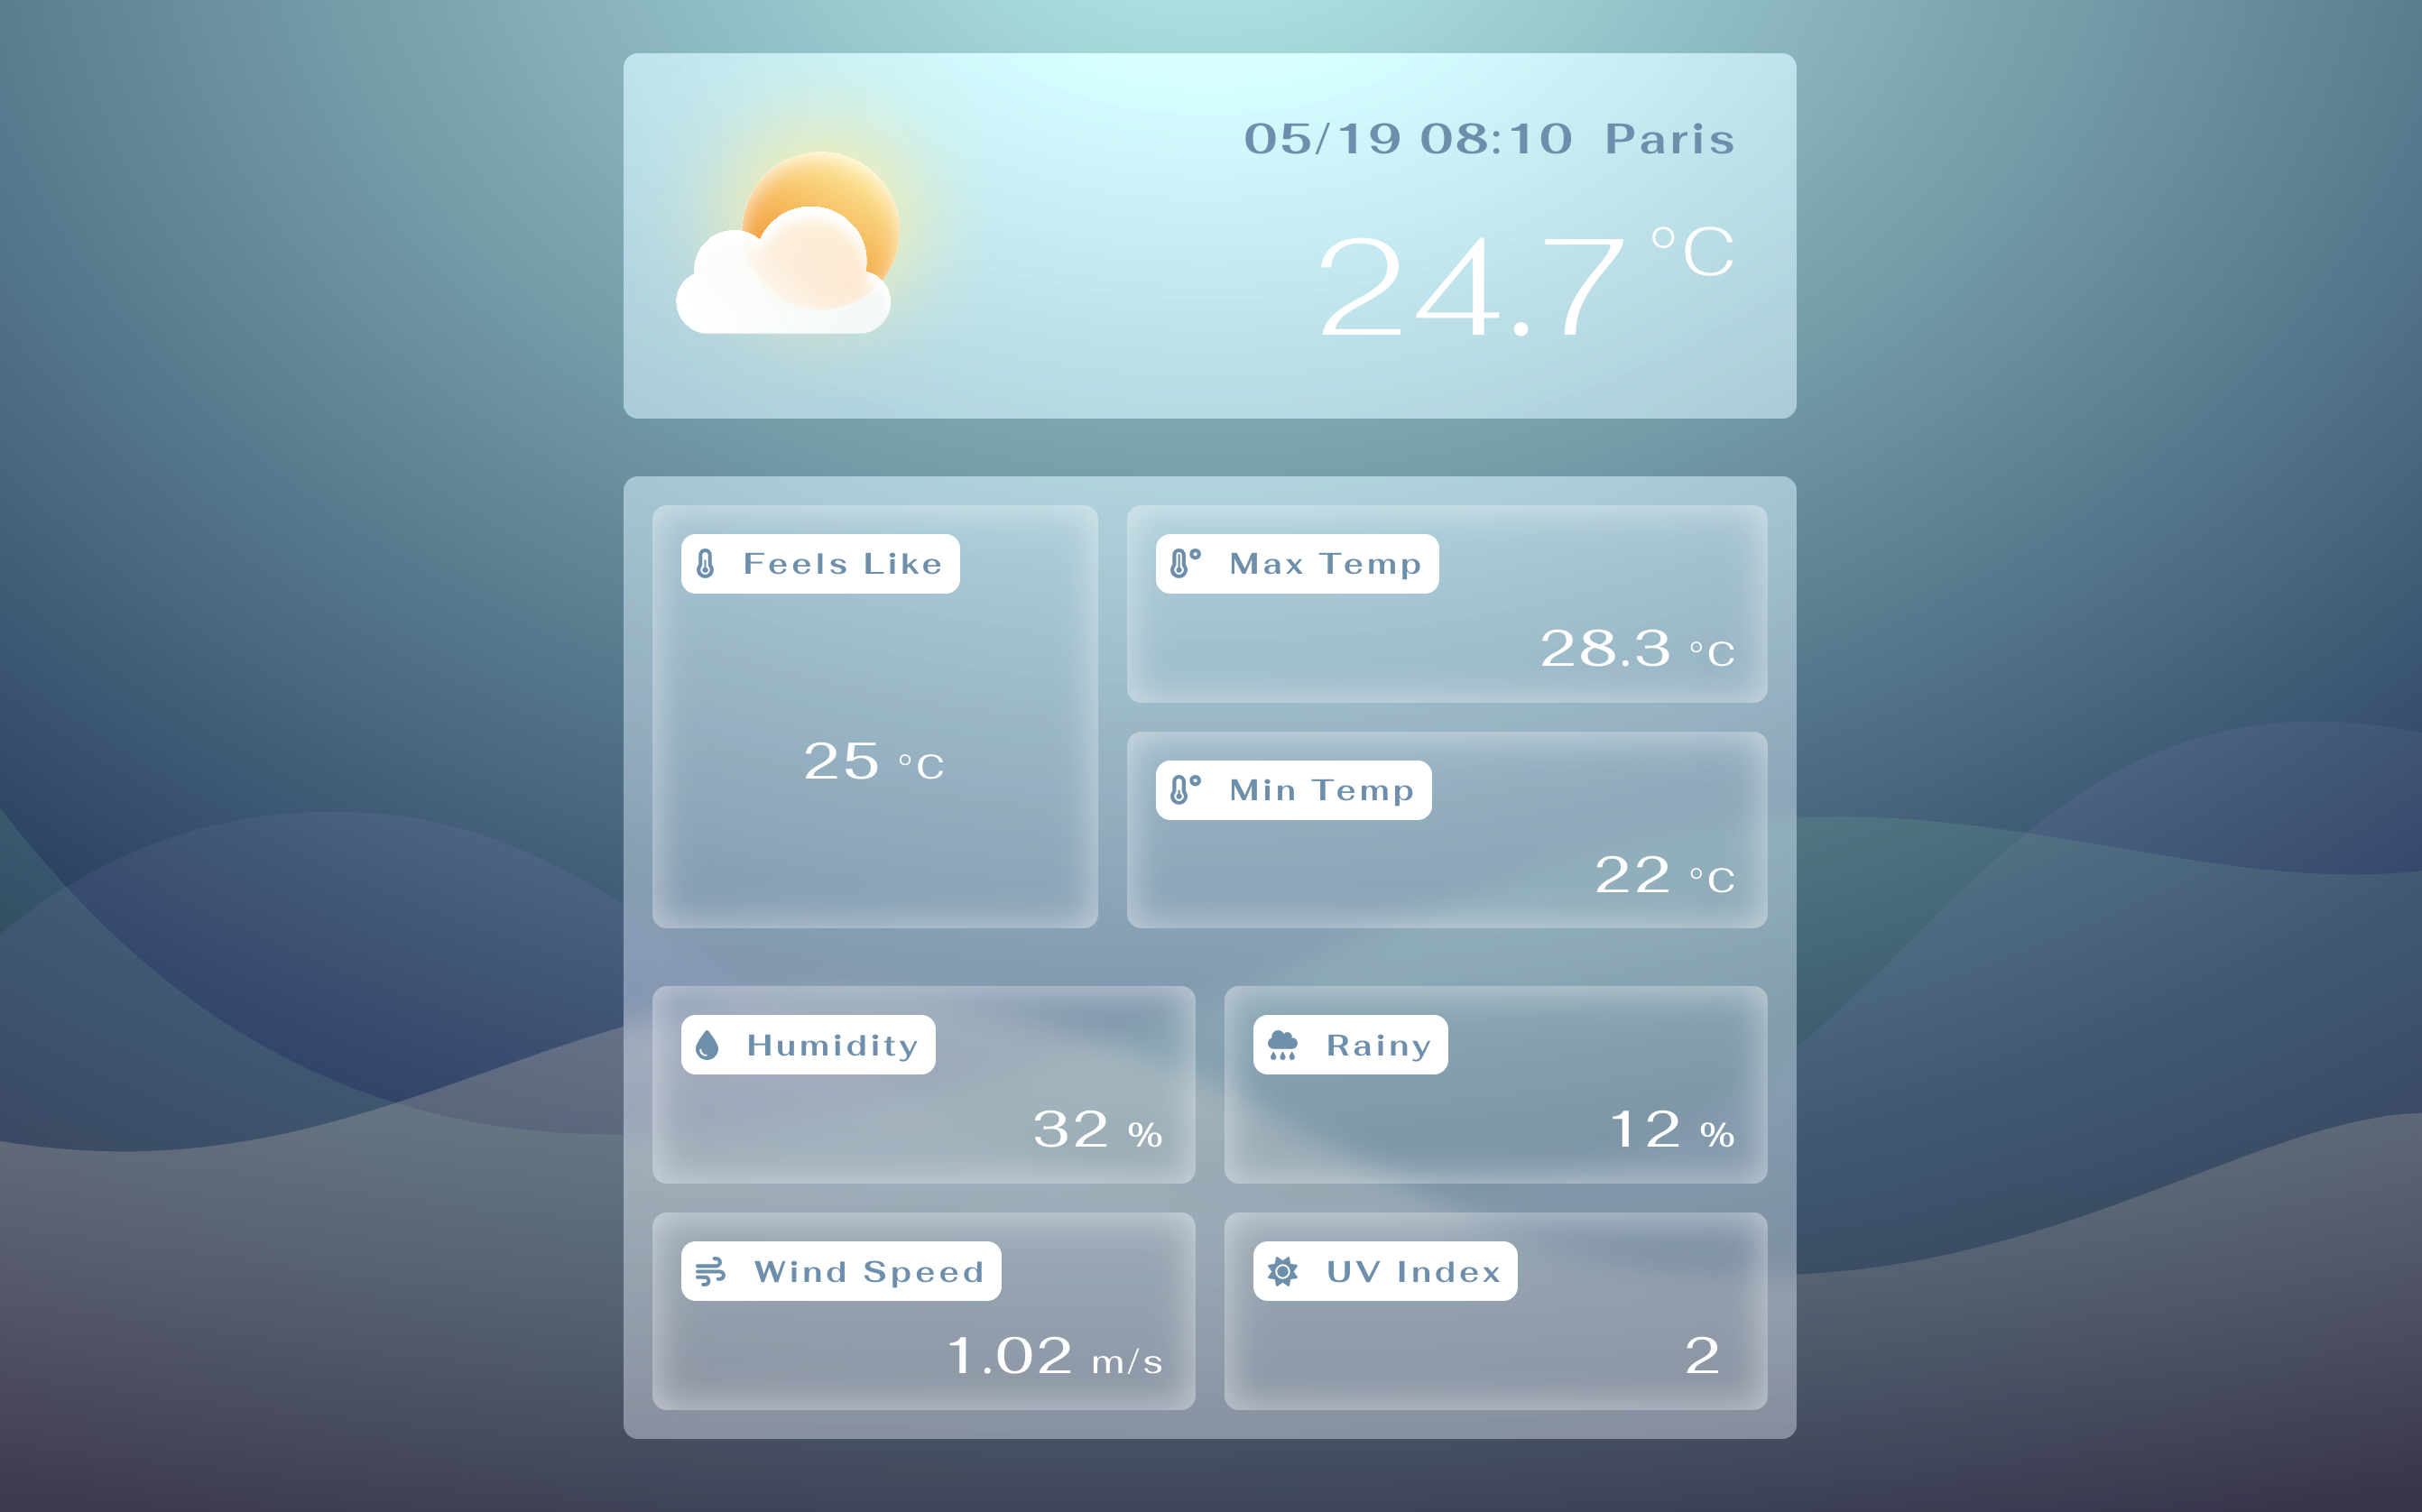 05/19 08:10 Paris
24.7 °C
Feels Like
25 °C
Max Temp
28.3 °C
Min Temp
22 °C
Humidity
32 %
Rainy
12 %
Wind Speed
1.02 m/s
UV Index
2